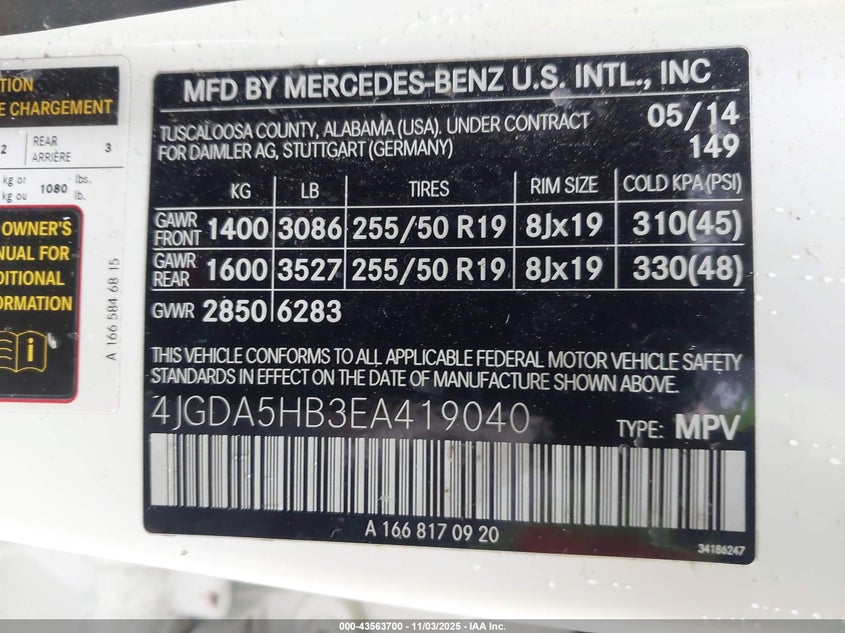 TION
E CHARGEMENT
2 REAR ARRIÈRE 3
kg or kg ou 1080 lbs. lb.
OWNER'S
NUAL FOR
DITIONAL
FORMATION
A 166 584 68 15
MFD BY MERCEDES-BENZ U.S. INTL., INC
TUSCALOOSA COUNTY, ALABAMA (USA). UNDER CONTRACT 05/14
FOR DAIMLER AG, STUTTGART (GERMANY) 149
KG LB TIRES RIM SIZE COLD KPA (PSI)
GAWR FRONT 1400 3086 255/50 R19 8Jx19 310(45)
GAWR REAR 1600 3527 255/50 R19 8Jx19 330(48)
GVWR 2850 6283
THIS VEHICLE CONFORMS TO ALL APPLICABLE FEDERAL MOTOR VEHICLE SAFETY
STANDARDS IN EFFECT ON THE DATE OF MANUFACTURE SHOWN ABOVE.
4JGDA5HB3EA419040 TYPE: MPV
A 166 817 09 20
34186247
000-43563700 - 11/03/2025 - IAA Inc.